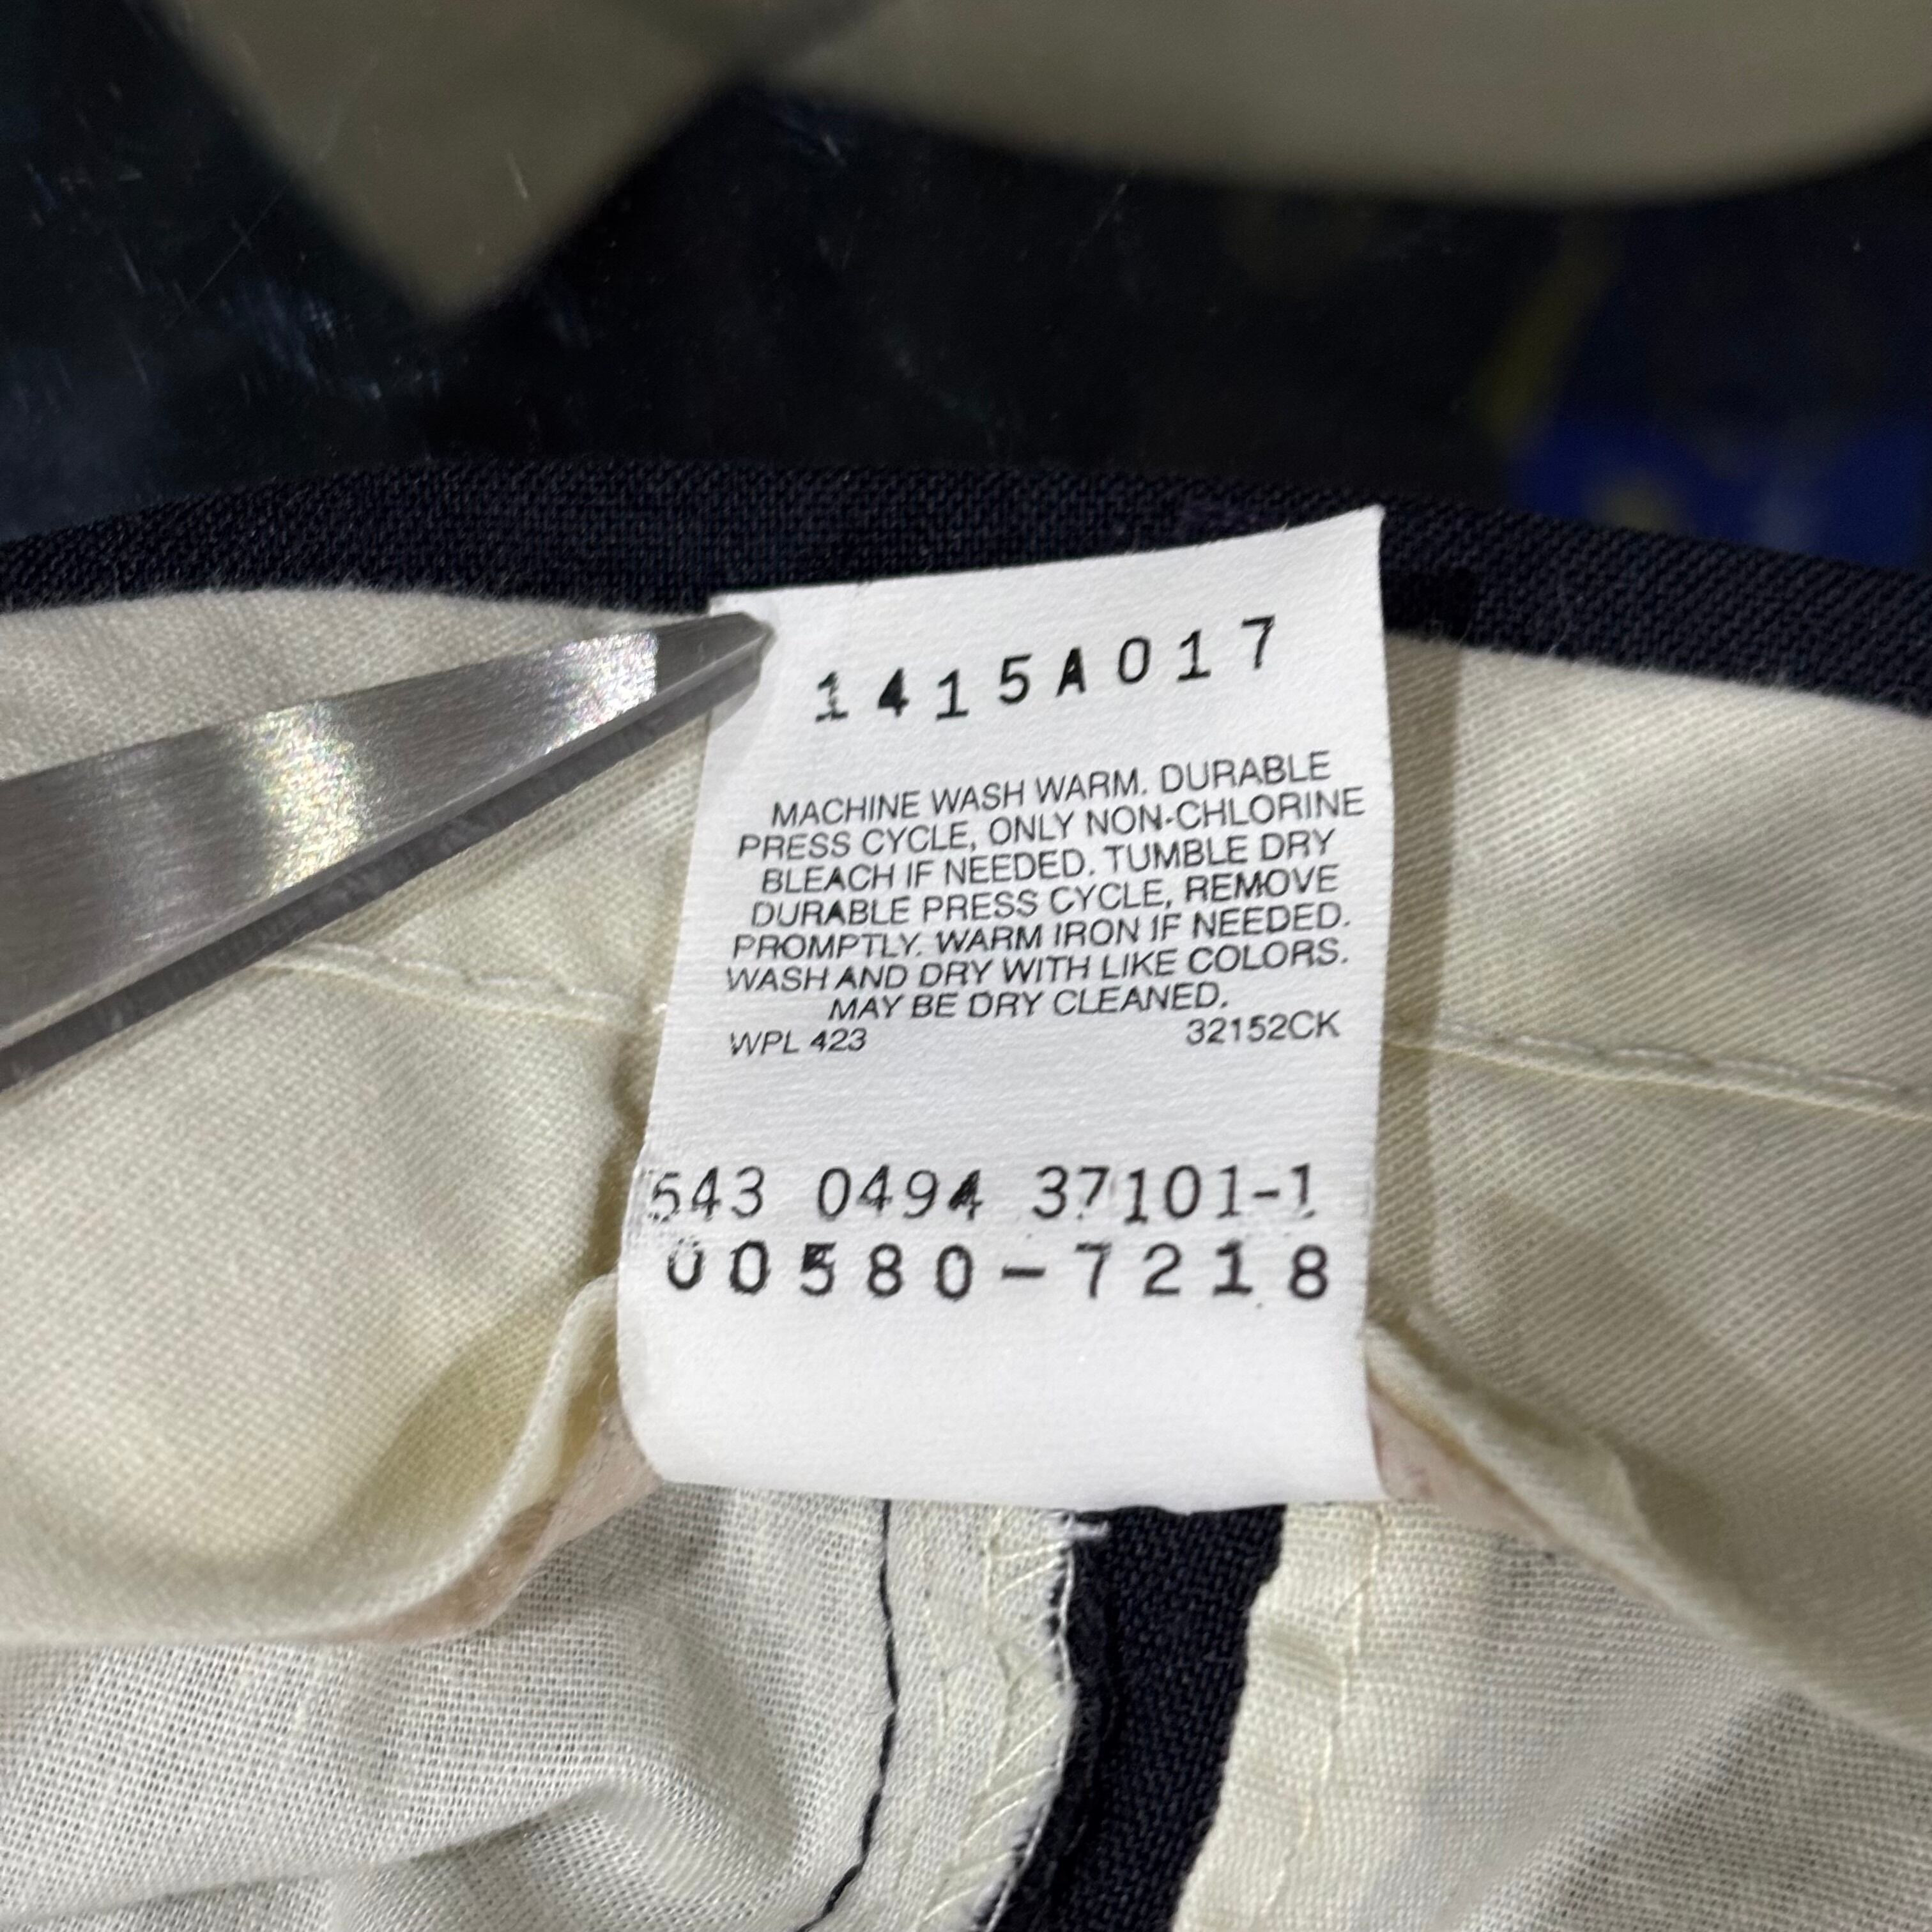 1415A017
MACHINE WASH WARM. DURABLE
PRESS CYCLE, ONLY NON-CHLORINE
BLEACH IF NEEDED. TUMBLE DRY
DURABLE PRESS CYCLE, REMOVE
PROMPTLY. WARM IRON IF NEEDED.
WASH AND DRY WITH LIKE COLORS.
MAY BE DRY CLEANED.
WPL 423 32152CK
543 0494 37101-1
00580-7218